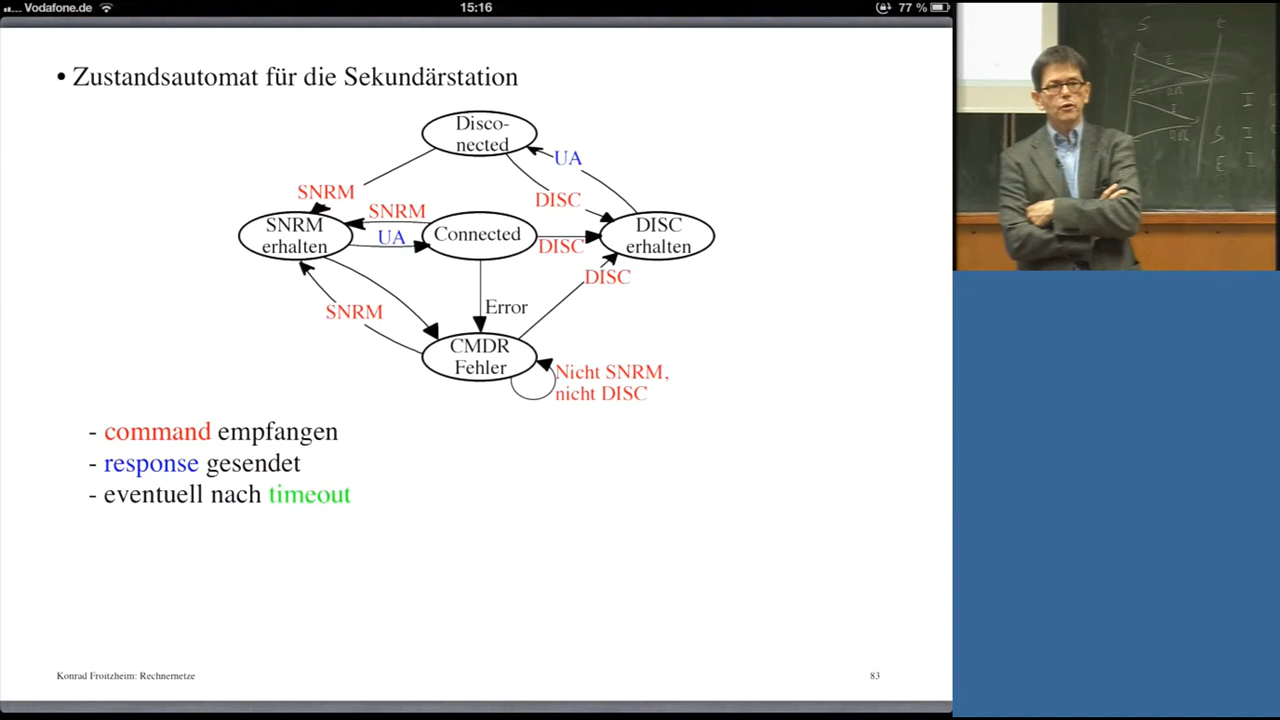 Vodafone.de
15:16
77 %
• Zustandsautomat für die Sekundärstation
Disco-
nected
UA
SNRM
DISC
SNRM
erhalten
SNRM
UA
Connected
DISC
DISC
erhalten
DISC
SNRM
Error
CMDR
Fehler
Nicht SNRM,
nicht DISC
- command empfangen
- response gesendet
- eventuell nach timeout
Konrad Froitzheim: Rechnernetze
83
S
E
I
I
I
S
I
E
I